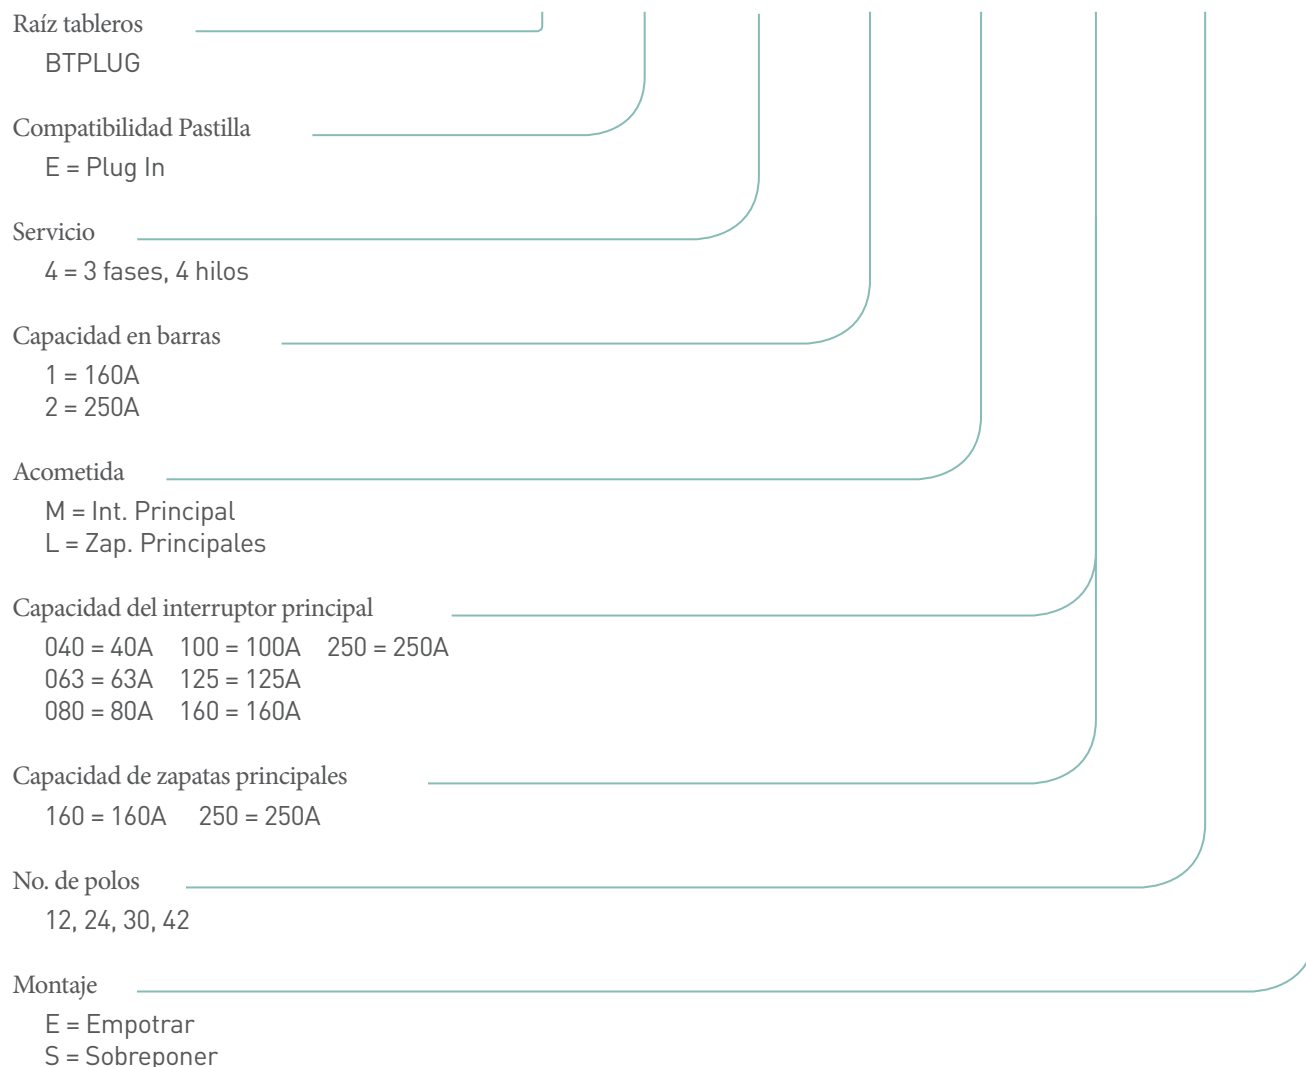 Raíz tableros
BTPLUG
Compatibilidad Pastilla
E = Plug In
Servicio
4 = 3 fases, 4 hilos
Capacidad en barras
1 = 160A
2 = 250A
Acometida
M = Int. Principal
L = Zap. Principales
Capacidad del interruptor principal
040 = 40A 100 = 100A 250 = 250A
063 = 63A 125 = 125A
080 = 80A 160 = 160A
Capacidad de zapatas principales
160 = 160A 250 = 250A
No. de polos
12, 24, 30, 42
Montaje
E = Empotrar
S = Sobreponer